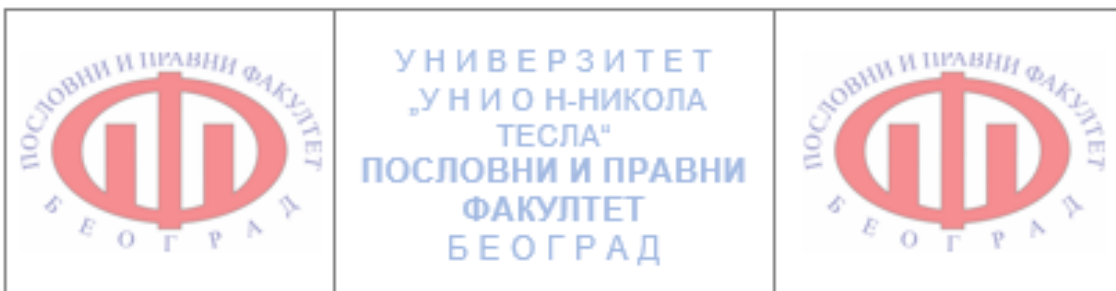 ПОСЛОВНИ И ПРАВНИ ФАКУЛТЕТ
БЕОГРАД
УНИВЕРЗИТЕТ
„УНИОН-НИКОЛА
ТЕСЛА“
ПОСЛОВНИ И ПРАВНИ
ФАКУЛТЕТ
БЕОГРАД
ПОСЛОВНИ И ПРАВНИ ФАКУЛТЕТ
БЕОГРАД